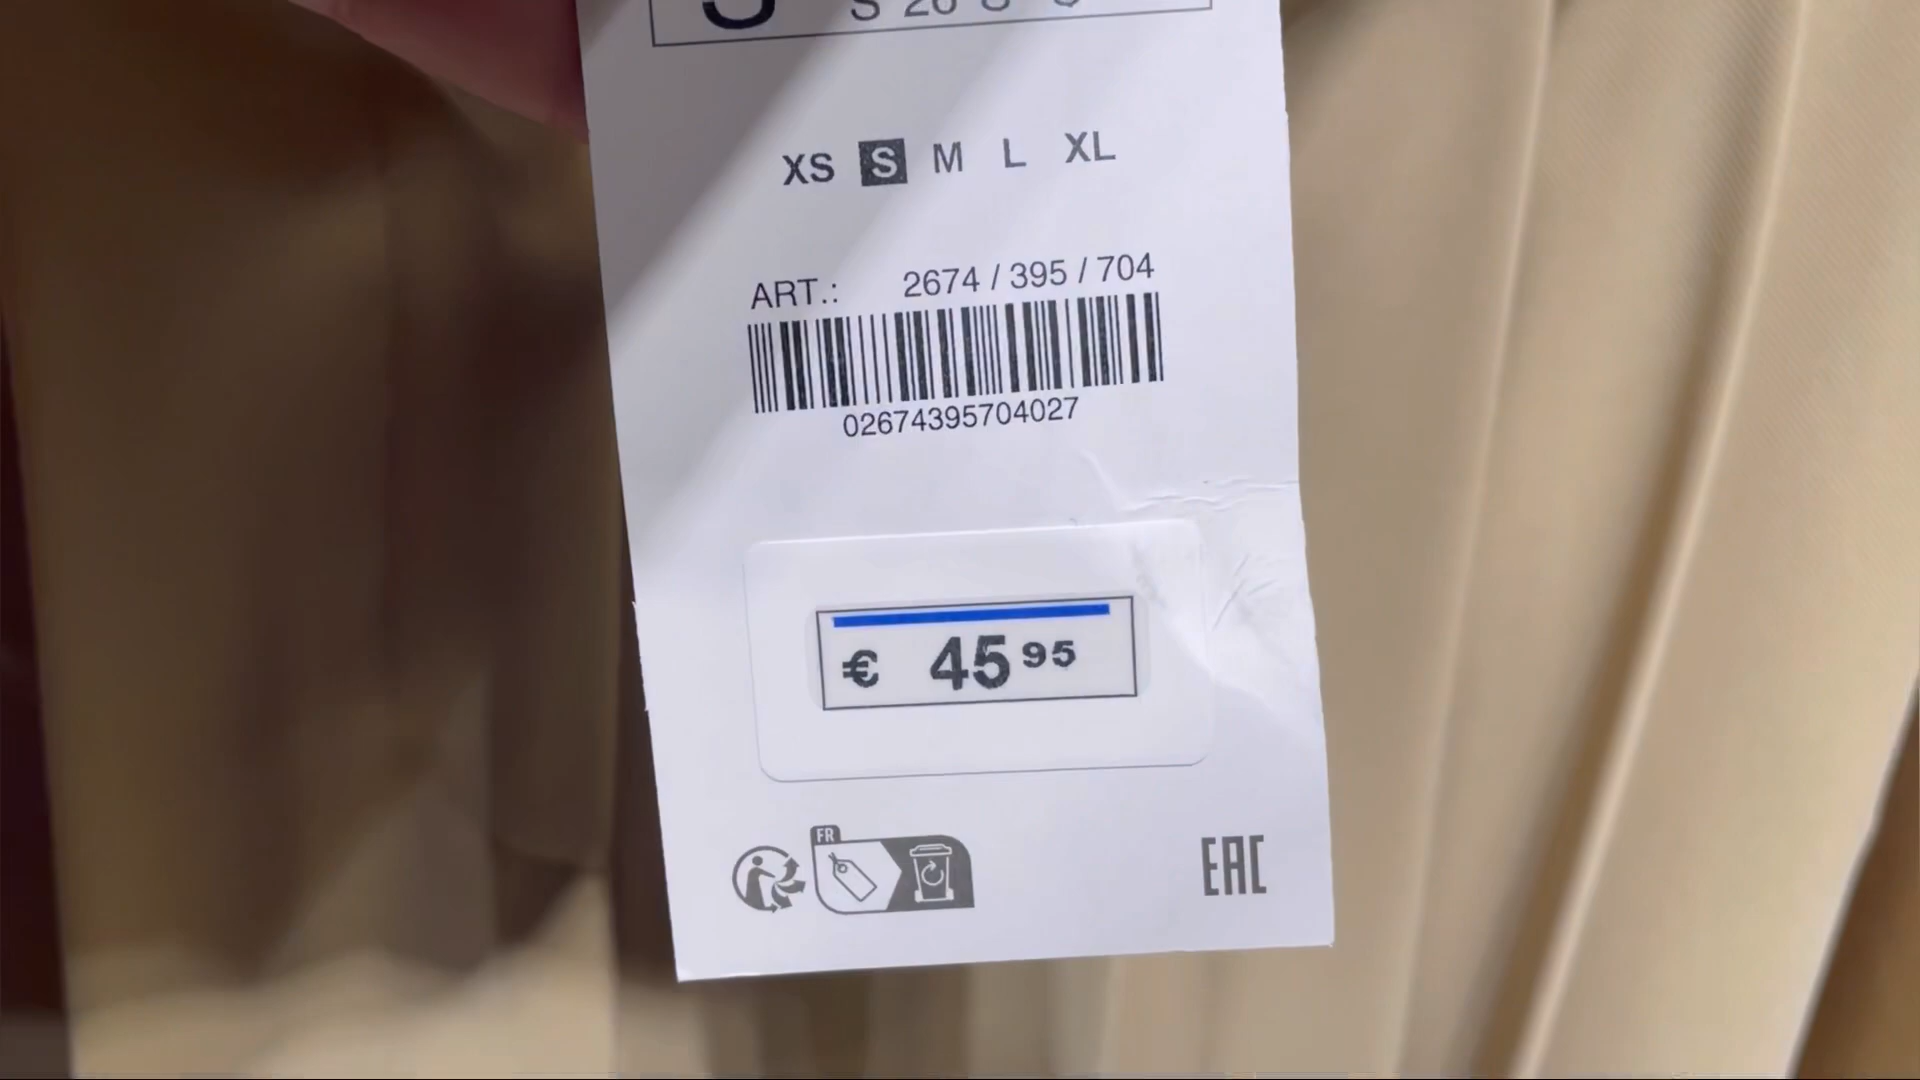 XS S M L XL
ART.: 2674 / 395 / 704
02674395704027
€ 45 95
FR
EAC